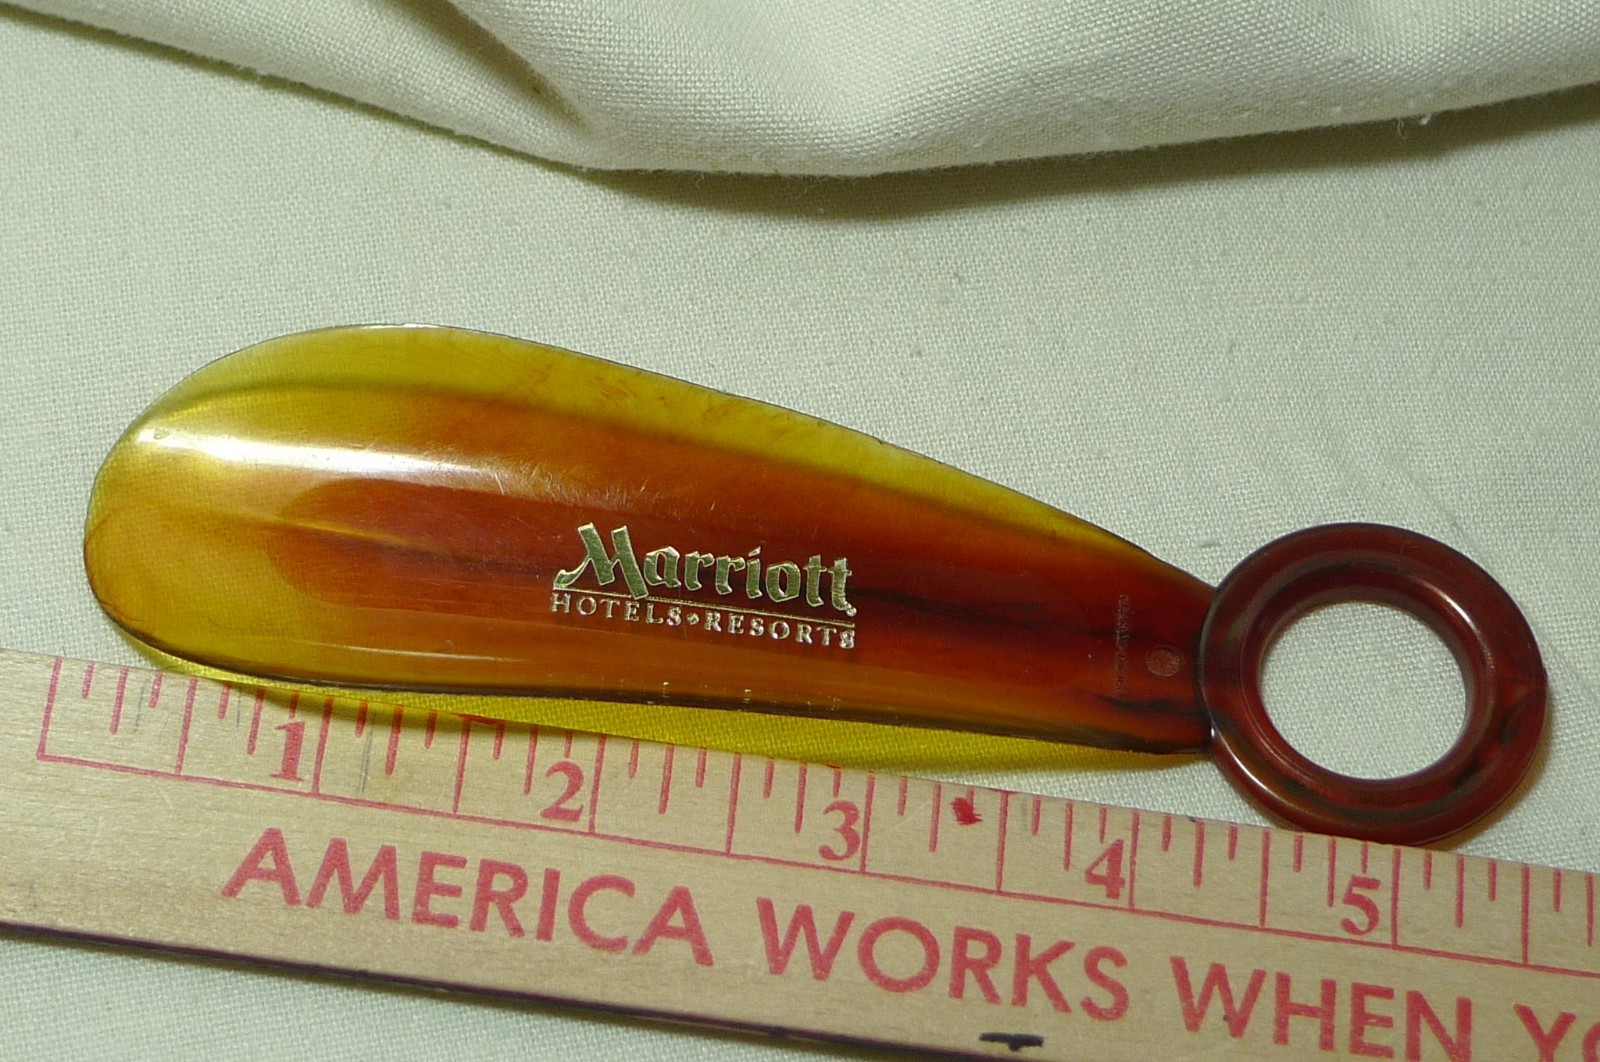 Marriott
HOTELS • RESORTS
1 2 3 4 5
AMERICA WORKS WHEN